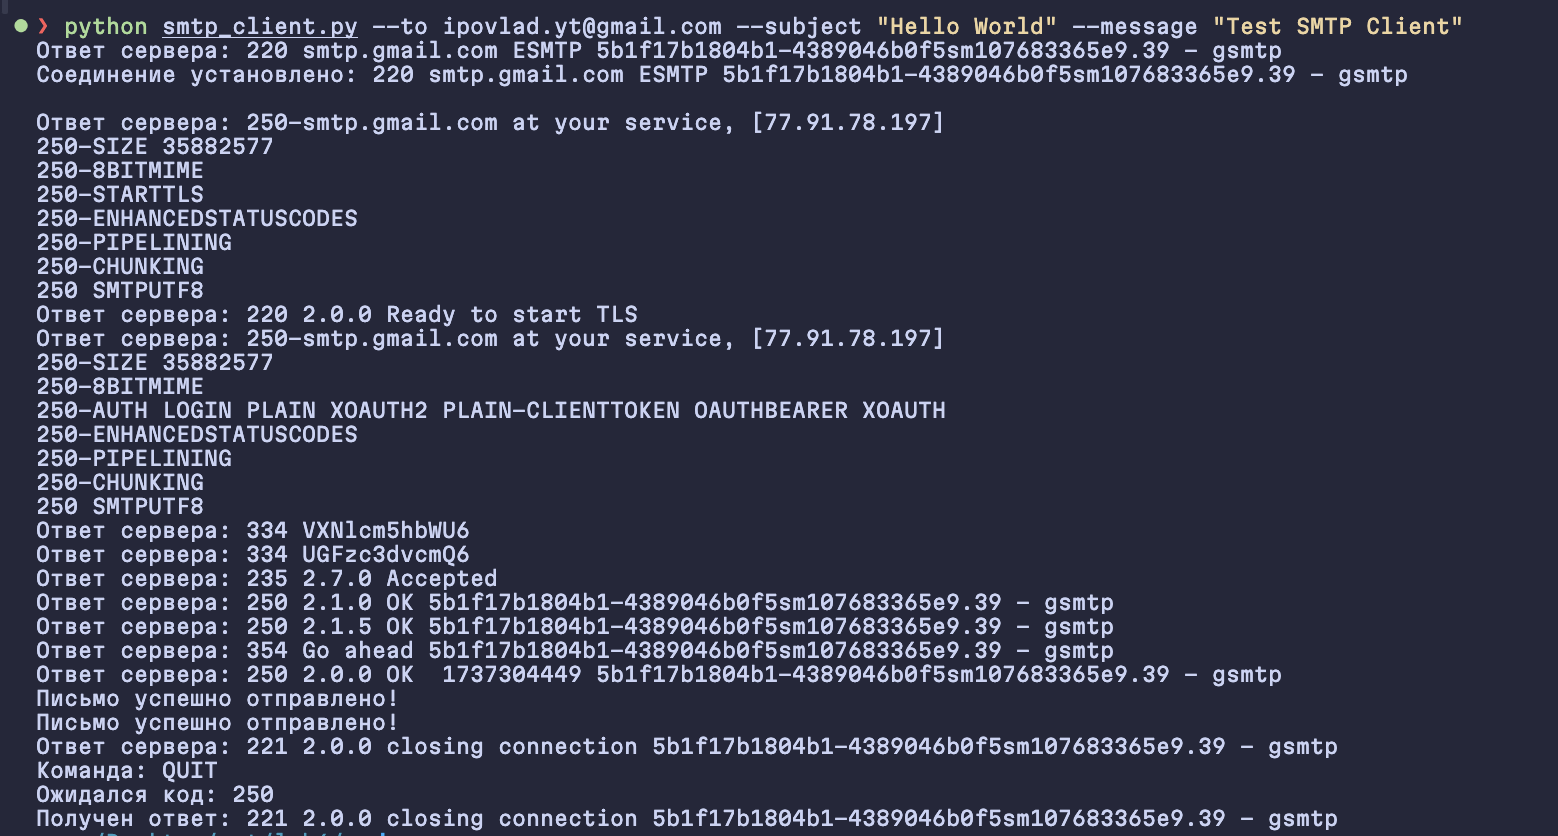 ❯ python smtp_client.py --to ipovlad.yt@gmail.com --subject "Hello World" --message "Test SMTP Client"
Ответ сервера: 220 smtp.gmail.com ESMTP 5b1f17b1804b1-4389046b0f5sm107683365e9.39 - gsmtp
Соединение установлено: 220 smtp.gmail.com ESMTP 5b1f17b1804b1-4389046b0f5sm107683365e9.39 - gsmtp
Ответ сервера: 250-smtp.gmail.com at your service, [77.91.78.197]
250-SIZE 35882577
250-8BITMIME
250-STARTTLS
250-ENHANCEDSTATUSCODES
250-PIPELINING
250-CHUNKING
250 SMTPUTF8
Ответ сервера: 220 2.0.0 Ready to start TLS
Ответ сервера: 250-smtp.gmail.com at your service, [77.91.78.197]
250-SIZE 35882577
250-8BITMIME
250-AUTH LOGIN PLAIN XOAUTH2 PLAIN-CLIENTTOKEN OAUTHBEARER XOAUTH
250-ENHANCEDSTATUSCODES
250-PIPELINING
250-CHUNKING
250 SMTPUTF8
Ответ сервера: 334 VXNlcm5hbWU6
Ответ сервера: 334 UGFzc3dvcmQ6
Ответ сервера: 235 2.7.0 Accepted
Ответ сервера: 250 2.1.0 OK 5b1f17b1804b1-4389046b0f5sm107683365e9.39 - gsmtp
Ответ сервера: 250 2.1.5 OK 5b1f17b1804b1-4389046b0f5sm107683365e9.39 - gsmtp
Ответ сервера: 354 Go ahead 5b1f17b1804b1-4389046b0f5sm107683365e9.39 - gsmtp
Ответ сервера: 250 2.0.0 OK  1737304449 5b1f17b1804b1-4389046b0f5sm107683365e9.39 - gsmtp
Письмо успешно отправлено!
Письмо успешно отправлено!
Ответ сервера: 221 2.0.0 closing connection 5b1f17b1804b1-4389046b0f5sm107683365e9.39 - gsmtp
Команда: QUIT
Ожидался код: 250
Получен ответ: 221 2.0.0 closing connection 5b1f17b1804b1-4389046b0f5sm107683365e9.39 - gsmtp